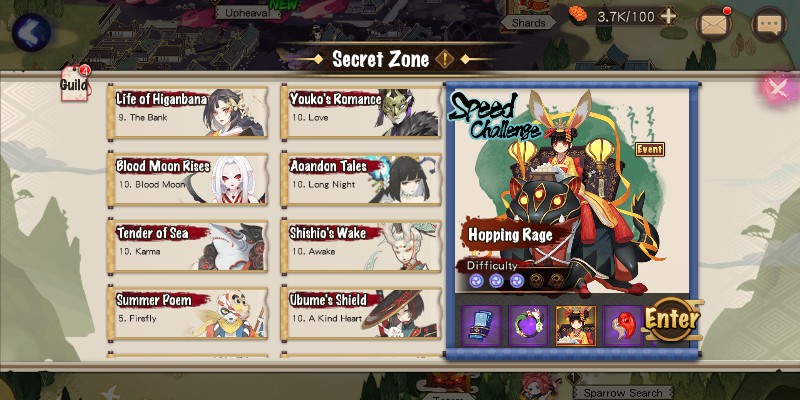 Upheaval
NEW
Shards
3.7K/100
Secret Zone
Guild
4
Life of Higanbana
9. The Bank
Youko's Romance
10. Love
Blood Moon Rises
10. Blood Moon
Aoandon Tales
10. Long Night
Tender of Sea
10. Karma
Shishio's Wake
10. Awake
Summer Poem
5. Firefly
Ubume's Shield
10. A Kind Heart
Speed
Challenge
Event
Hopping Rage
Difficulty
Enter
Sparrow Search